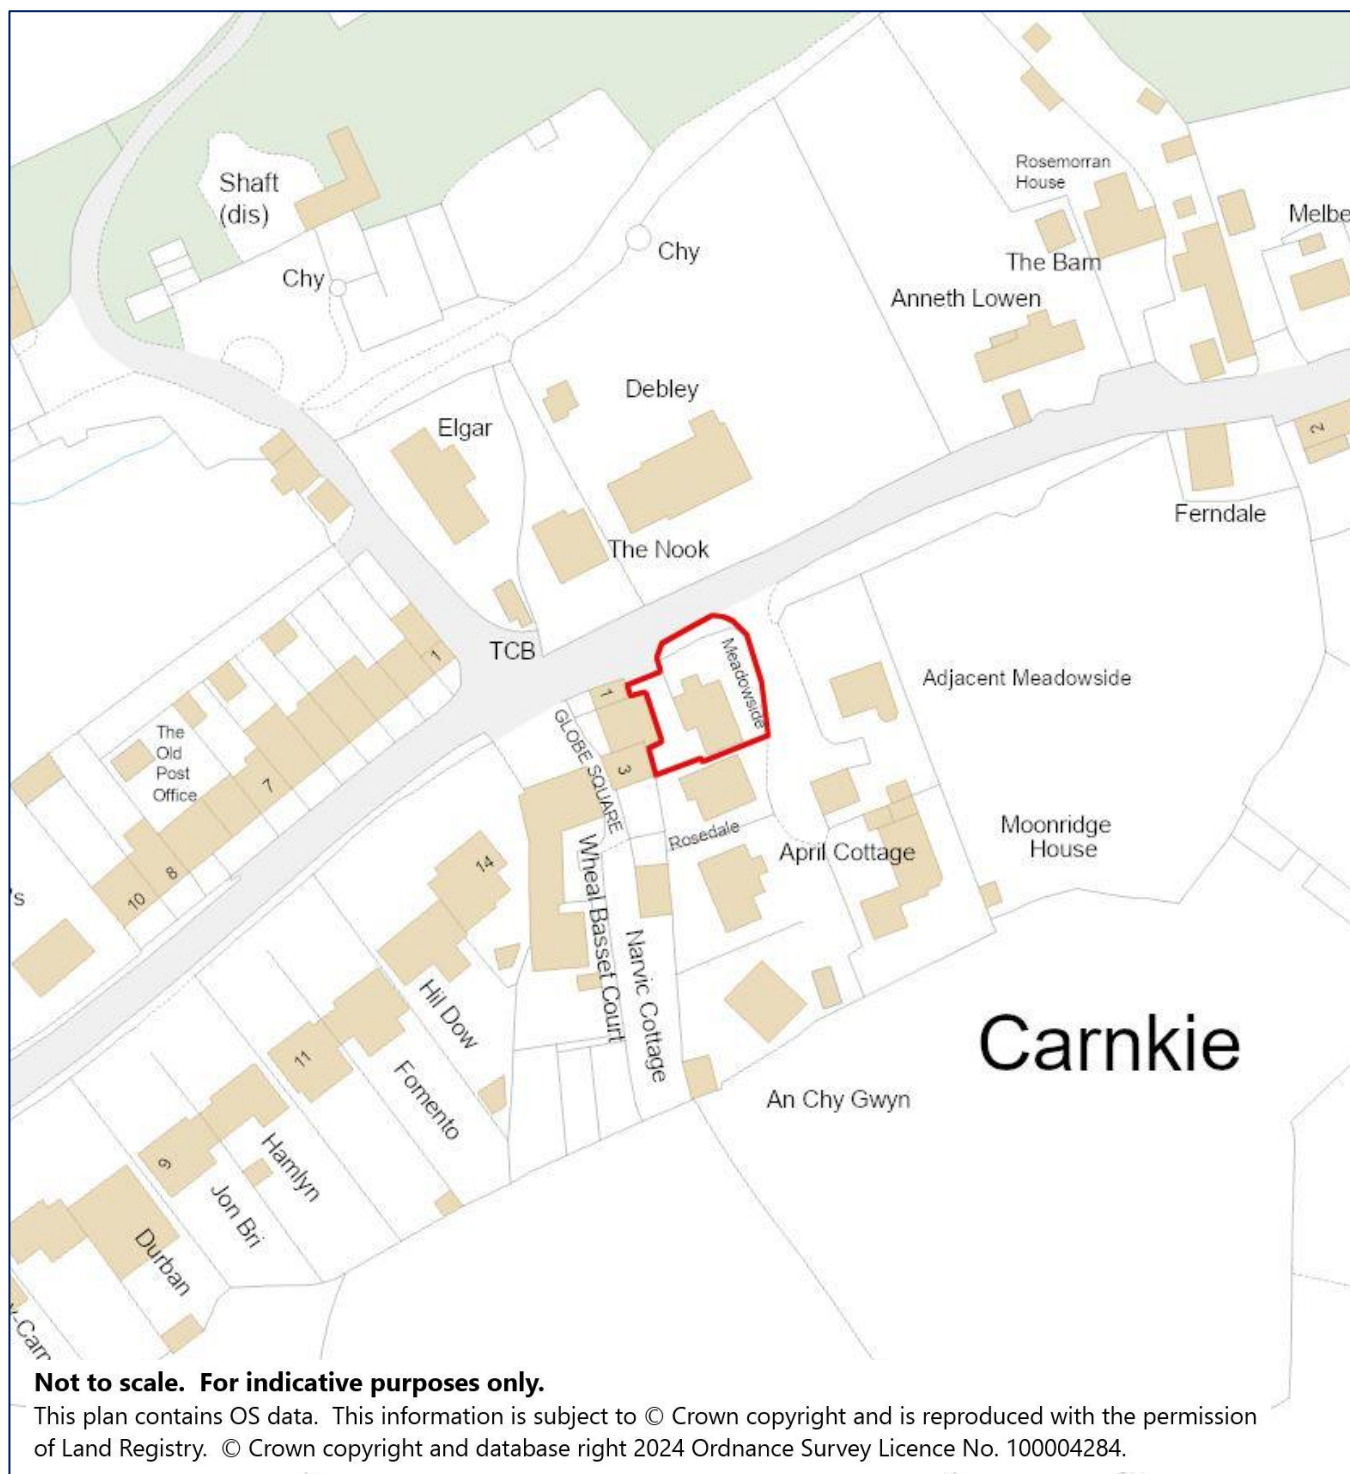 Shaft
(dis)
Chy
Chy
Rosemorran
House
Melbe
The Barn
Anneth Lowen
Debley
Elgar
2
Ferndale
The Nook
TCB
1
Meadowside
Adjacent Meadowside
1
GLOBE SQUARE
3
The
Old
Post
Office
7
Rosedale
Moonridge
House
April Cottage
14
Wheal Basset Court
8
10
's
Narvic Cottage
Hil Dow
11
Fomento
Carnkie
An Chy Gwyn
9
Hamlyn
Jon Bri
Durban
y-Carn
Not to scale.  For indicative purposes only.
This plan contains OS data.  This information is subject to © Crown copyright and is reproduced with the permission
of Land Registry.  © Crown copyright and database right 2024 Ordnance Survey Licence No. 100004284.